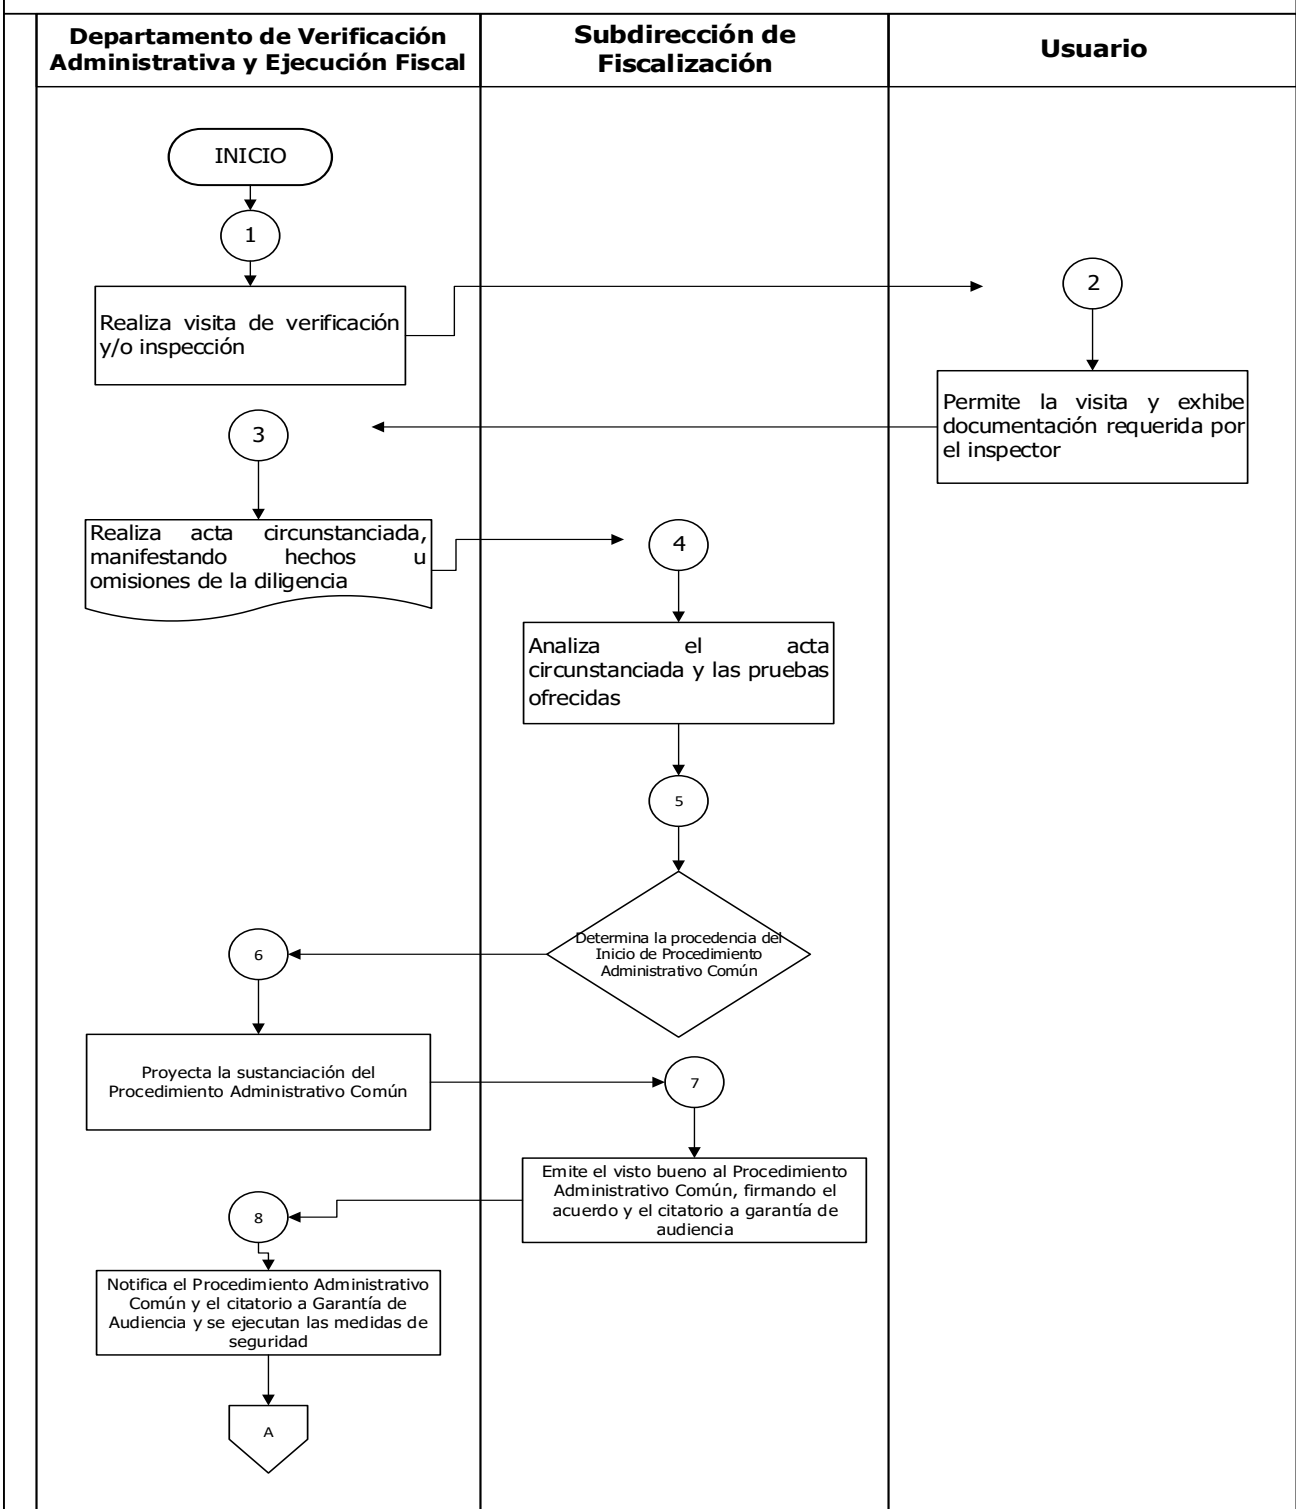 Departamento de Verificación
Administrativa y Ejecución Fiscal
Subdirección de
Fiscalización
Usuario
INICIO
1
Realiza visita de verificación
y/o inspección
2
Permite la visita y exhibe
documentación requerida por
el inspector
3
Realiza acta circunstanciada,
manifestando hechos u
omisiones de la diligencia
4
Analiza el acta
circunstanciada y las pruebas
ofrecidas
5
Determina la procedencia del
Inicio de Procedimiento
Administrativo Común
6
Proyecta la sustanciación del
Procedimiento Administrativo Común
7
Emite el visto bueno al Procedimiento
Administrativo Común, firmando el
acuerdo y el citatorio a garantía de
audiencia
8
Notifica el Procedimiento Administrativo
Común y el citatorio a Garantía de
Audiencia y se ejecutan las medidas de
seguridad
A